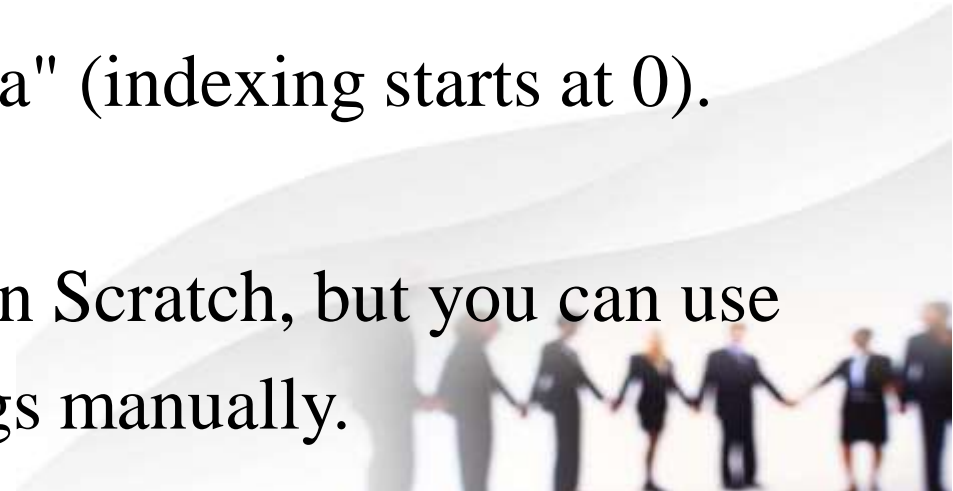 a" (indexing starts at 0).
n Scratch, but you can use
gs manually.